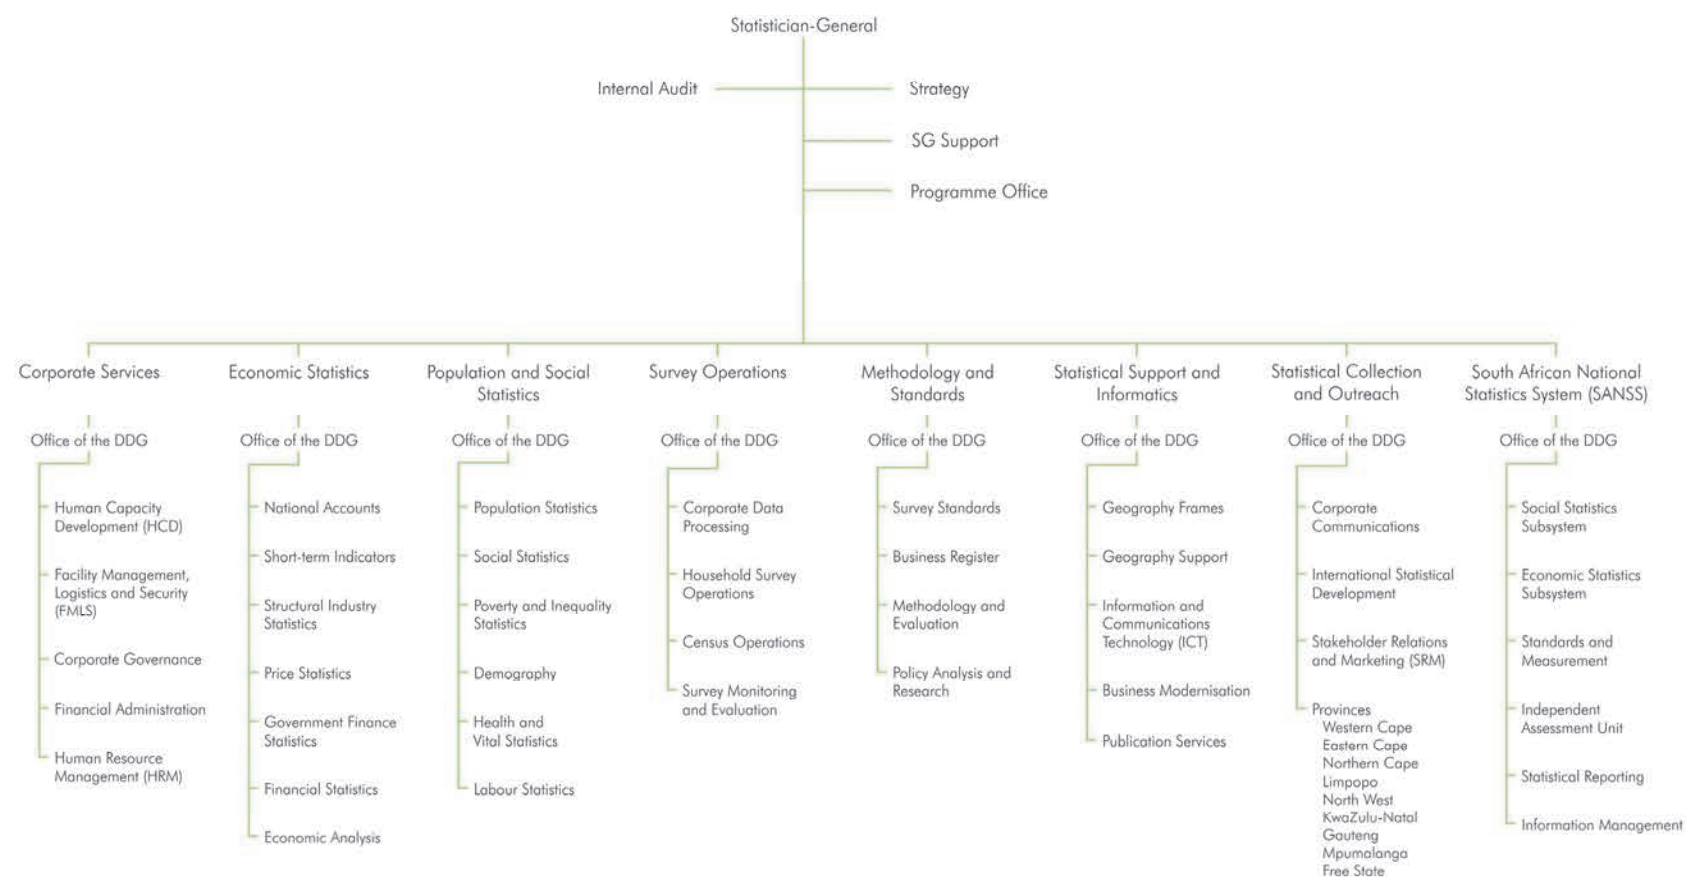 Statistician-General
Internal Audit
Strategy
SG Support
Programme Office
Corporate Services
Office of the DDG
Human Capacity
Development (HCD)
Facility Management,
Logistics and Security
(FMLS)
Corporate Governance
Financial Administration
Human Resource
Management (HRM)
Economic Statistics
Office of the DDG
National Accounts
Short-term Indicators
Structural Industry
Statistics
Price Statistics
Government Finance
Statistics
Financial Statistics
Economic Analysis
Population and Social
Statistics
Office of the DDG
Population Statistics
Social Statistics
Poverty and Inequality
Statistics
Demography
Health and
Vital Statistics
Labour Statistics
Survey Operations
Office of the DDG
Corporate Data
Processing
Household Survey
Operations
Census Operations
Survey Monitoring
and Evaluation
Methodology and
Standards
Office of the DDG
Survey Standards
Business Register
Methodology and
Evaluation
Policy Analysis and
Research
Statistical Support and
Informatics
Office of the DDG
Geography Frames
Geography Support
Information and
Communications
Technology (ICT)
Business Modernisation
Publication Services
Statistical Collection
and Outreach
Office of the DDG
Corporate
Communications
International Statistical
Development
Stakeholder Relations
and Marketing (SRM)
Provinces
Western Cape
Eastern Cape
Northern Cape
Limpopo
North West
KwaZulu-Natal
Gauteng
Mpumalanga
Free State
South African National
Statistics System (SANSS)
Office of the DDG
Social Statistics
Subsystem
Economic Statistics
Subsystem
Standards and
Measurement
Independent
Assessment Unit
Statistical Reporting
Information Management